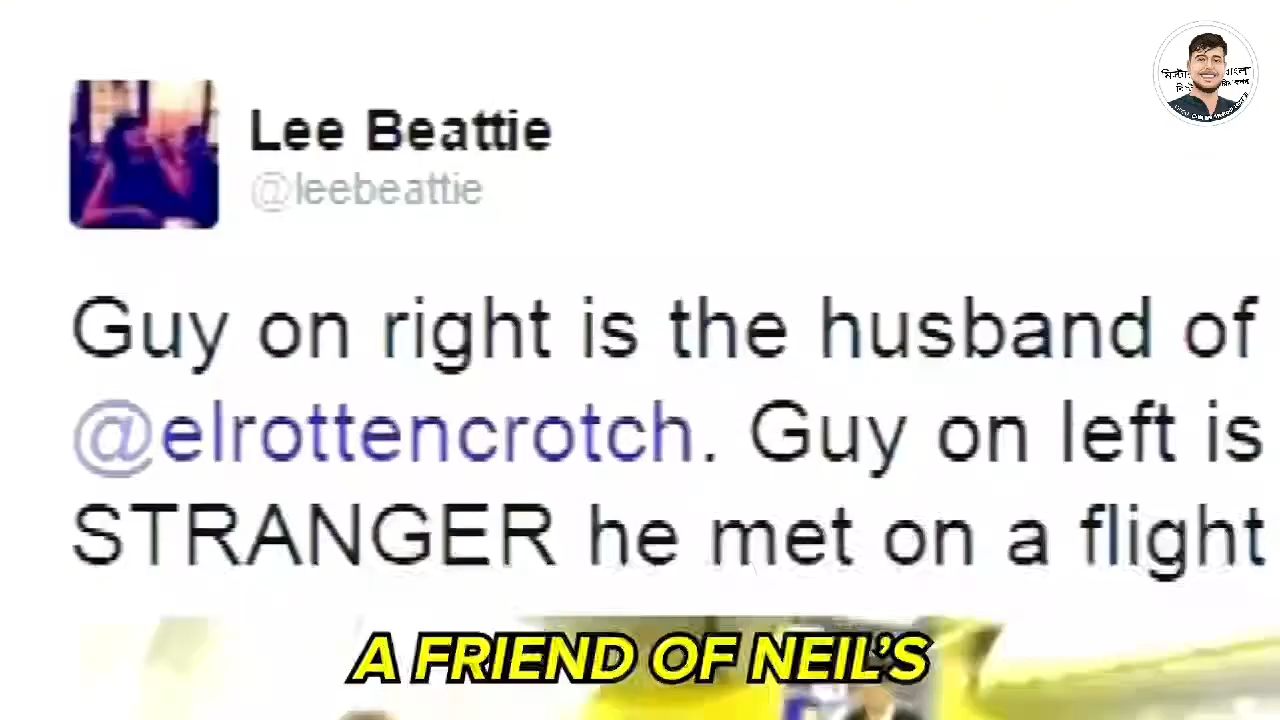 Lee Beattie
@leebeattie
Guy on right is the husband of
@elrottencrotch. Guy on left is
STRANGER he met on a flight
A FRIEND OF NEIL'S